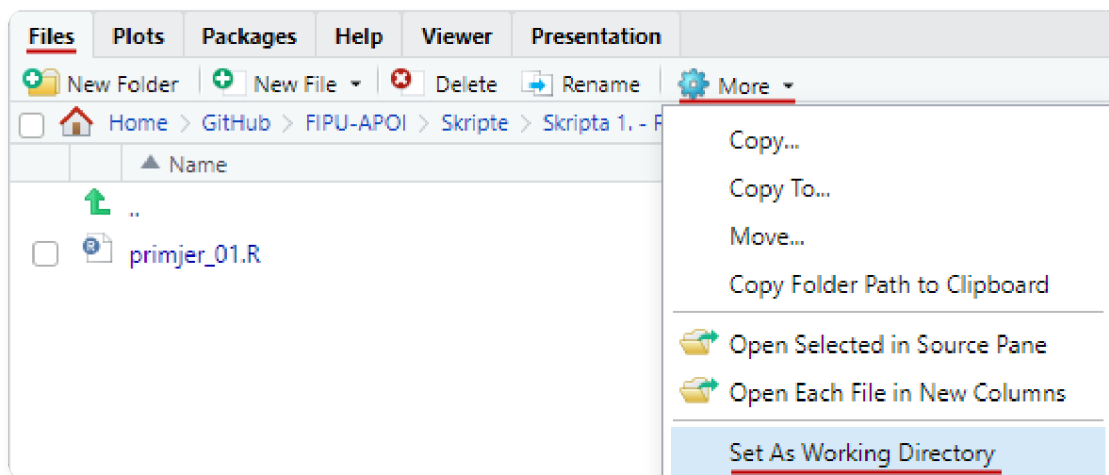 Files Plots Packages Help Viewer Presentation
New Folder New File Delete Rename More
Home > GitHub > FIPU-APOI > Skripte > Skripta 1. -
Name
..
primjer_01.R
Copy...
Copy To...
Move...
Copy Folder Path to Clipboard
Open Selected in Source Pane
Open Each File in New Columns
Set As Working Directory